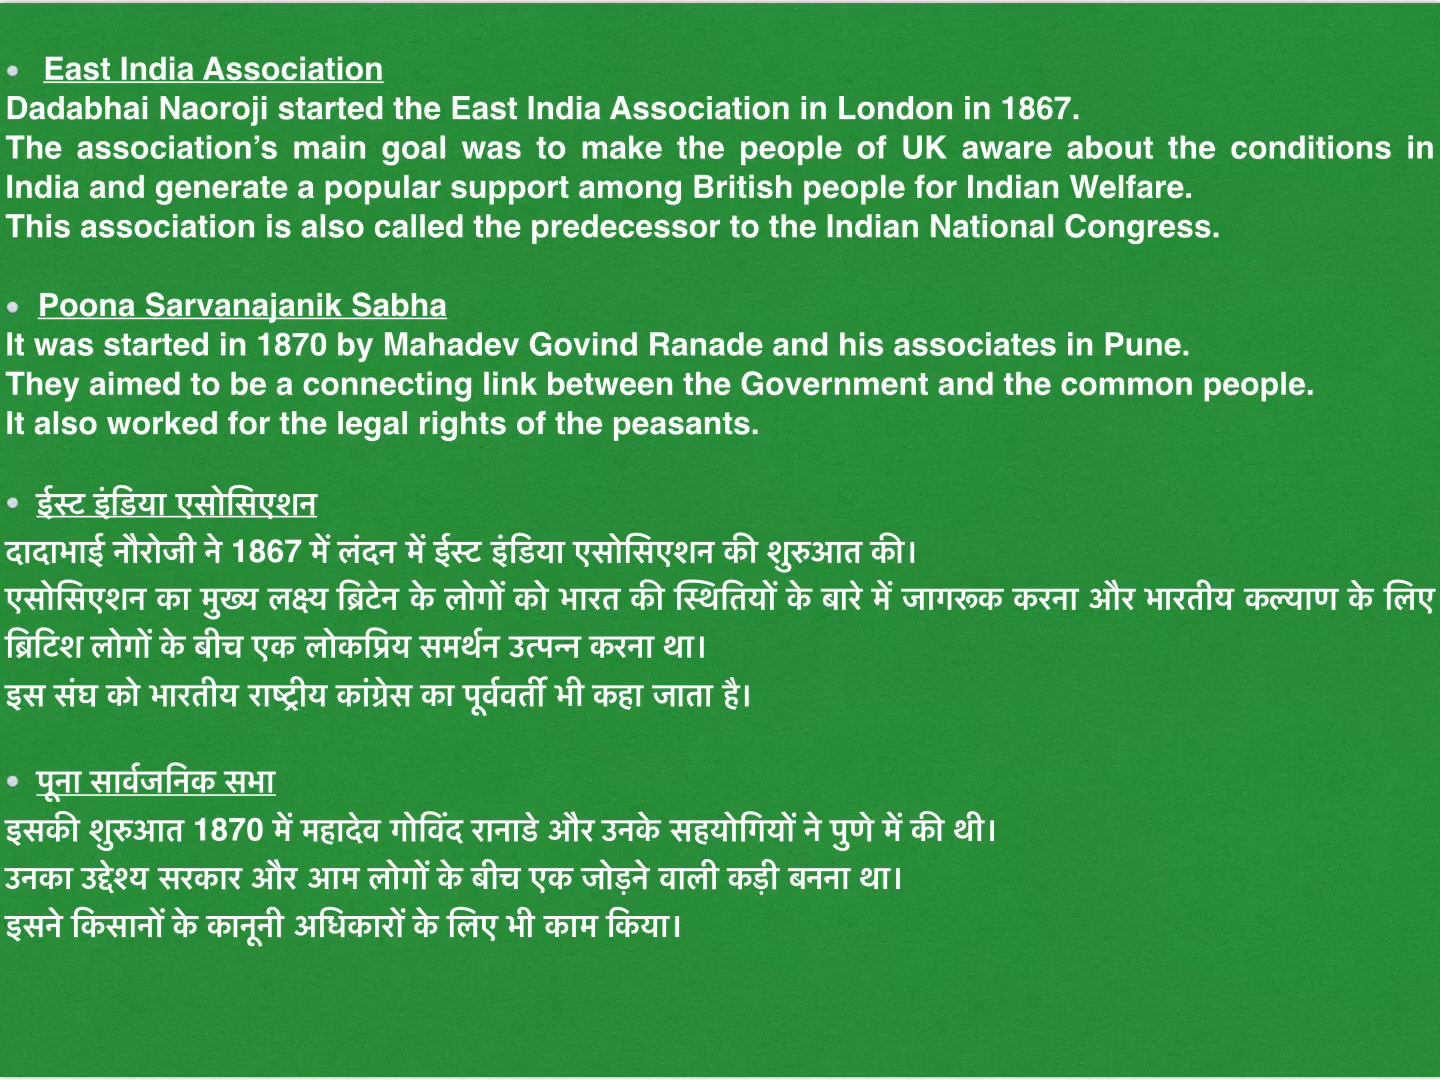 • East India Association
Dadabhai Naoroji started the East India Association in London in 1867.
The association’s main goal was to make the people of UK aware about the conditions in
India and generate a popular support among British people for Indian Welfare.
This association is also called the predecessor to the Indian National Congress.
• Poona Sarvanajanik Sabha
It was started in 1870 by Mahadev Govind Ranade and his associates in Pune.
They aimed to be a connecting link between the Government and the common people.
It also worked for the legal rights of the peasants.
• ईस्ट इंडिया एसोसिएशन
दादाभाई नौरोजी ने 1867 में लंदन में ईस्ट इंडिया एसोसिएशन की शुरुआत की।
एसोसिएशन का मुख्य लक्ष्य ब्रिटेन के लोगों को भारत की स्थितियों के बारे में जागरूक करना और भारतीय कल्याण के लिए
ब्रिटिश लोगों के बीच एक लोकप्रिय समर्थन उत्पन्न करना था।
इस संघ को भारतीय राष्ट्रीय कांग्रेस का पूर्ववर्ती भी कहा जाता है।
• पूना सार्वजनिक सभा
इसकी शुरुआत 1870 में महादेव गोविंद रानाडे और उनके सहयोगियों ने पुणे में की थी।
उनका उद्देश्य सरकार और आम लोगों के बीच एक जोड़ने वाली कड़ी बनना था।
इसने किसानों के कानूनी अधिकारों के लिए भी काम किया।